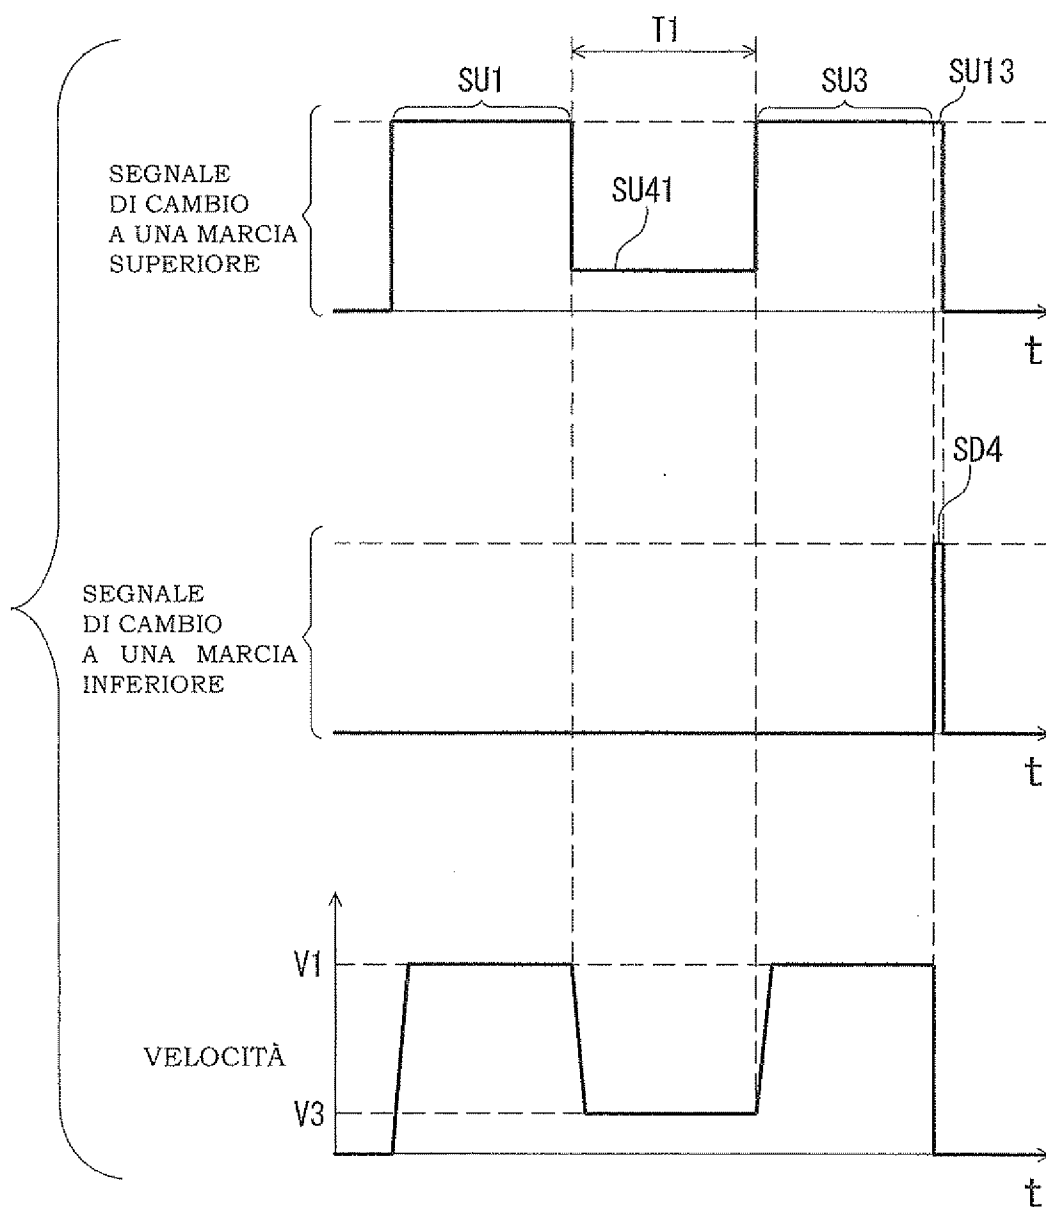 T1
SU1
SU3
SU13
SEGNALE
DI CAMBIO
A UNA MARCIA
SUPERIORE
SU41
t
SD4
SEGNALE
DI CAMBIO
A UNA MARCIA
INFERIORE
t
V1
VELOCITÀ
V3
t